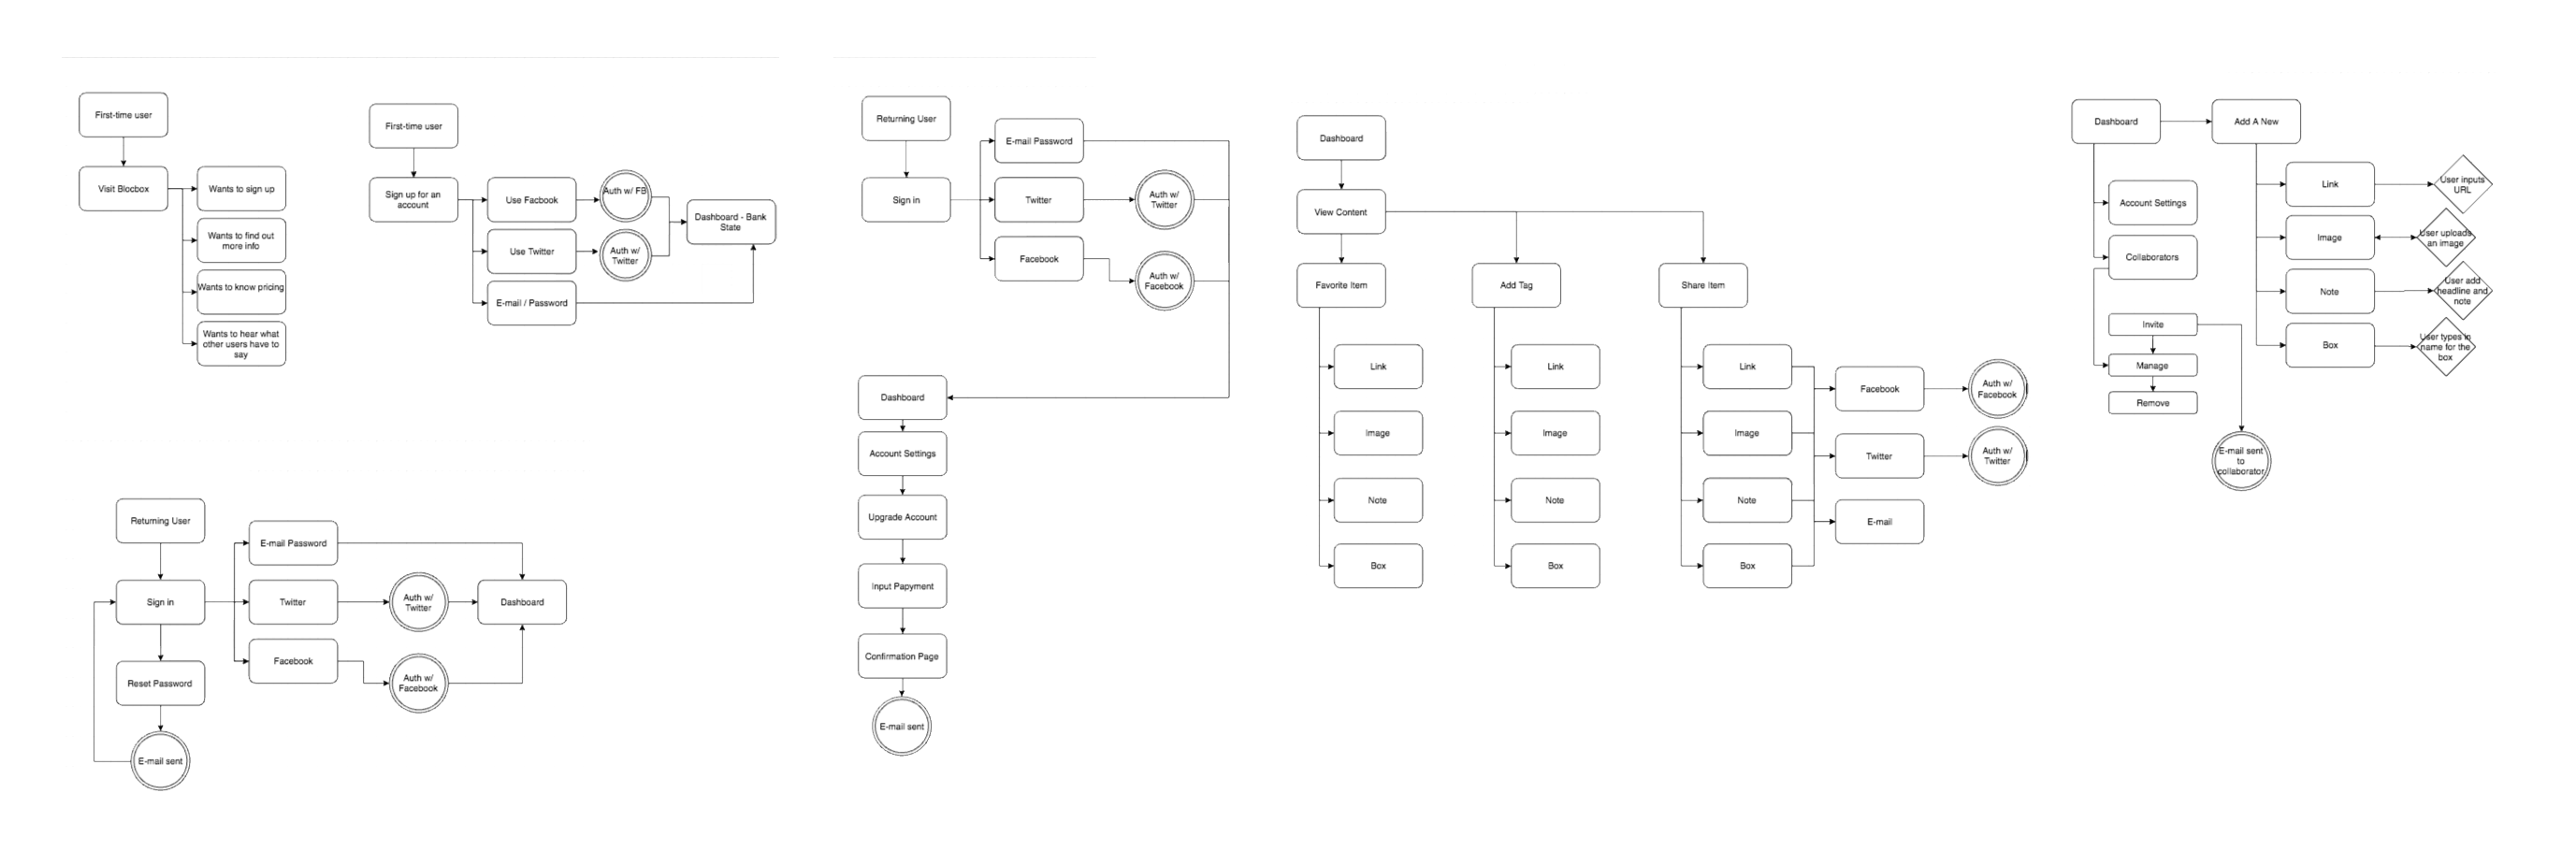 First-time user
Visit Blocbox
Wants to sign up
Wants to find out
more info
Wants to know pricing
Wants to hear what
other users have to
say
First-time user
Sign up for an
account
Use Facbook
Auth w/ FB
Use Twitter
Auth w/
Twitter
E-mail / Password
Dashboard - Bank
State
Returning User
Sign in
E-mail Password
Twitter
Auth w/
Twitter
Facebook
Auth w/
Facebook
Dashboard
Reset Password
E-mail sent
Returning User
Sign in
E-mail Password
Twitter
Auth w/
Twitter
Facebook
Auth w/
Facebook
Dashboard
Account Settings
Upgrade Account
Input Papyment
Confirmation Page
E-mail sent
Dashboard
View Content
Favorite Item
Link
Image
Note
Box
Add Tag
Link
Image
Note
Box
Share Item
Link
Image
Note
Box
Facebook
Auth w/
Facebook
Twitter
Auth w/
Twitter
E-mail
Dashboard
Add A New
Account Settings
Collaborators
Invite
Manage
Remove
E-mail sent
to
collaborator
Link
User inputs
URL
Image
User uploads
an image
Note
User add
headline and
note
Box
User types in
name for the
box